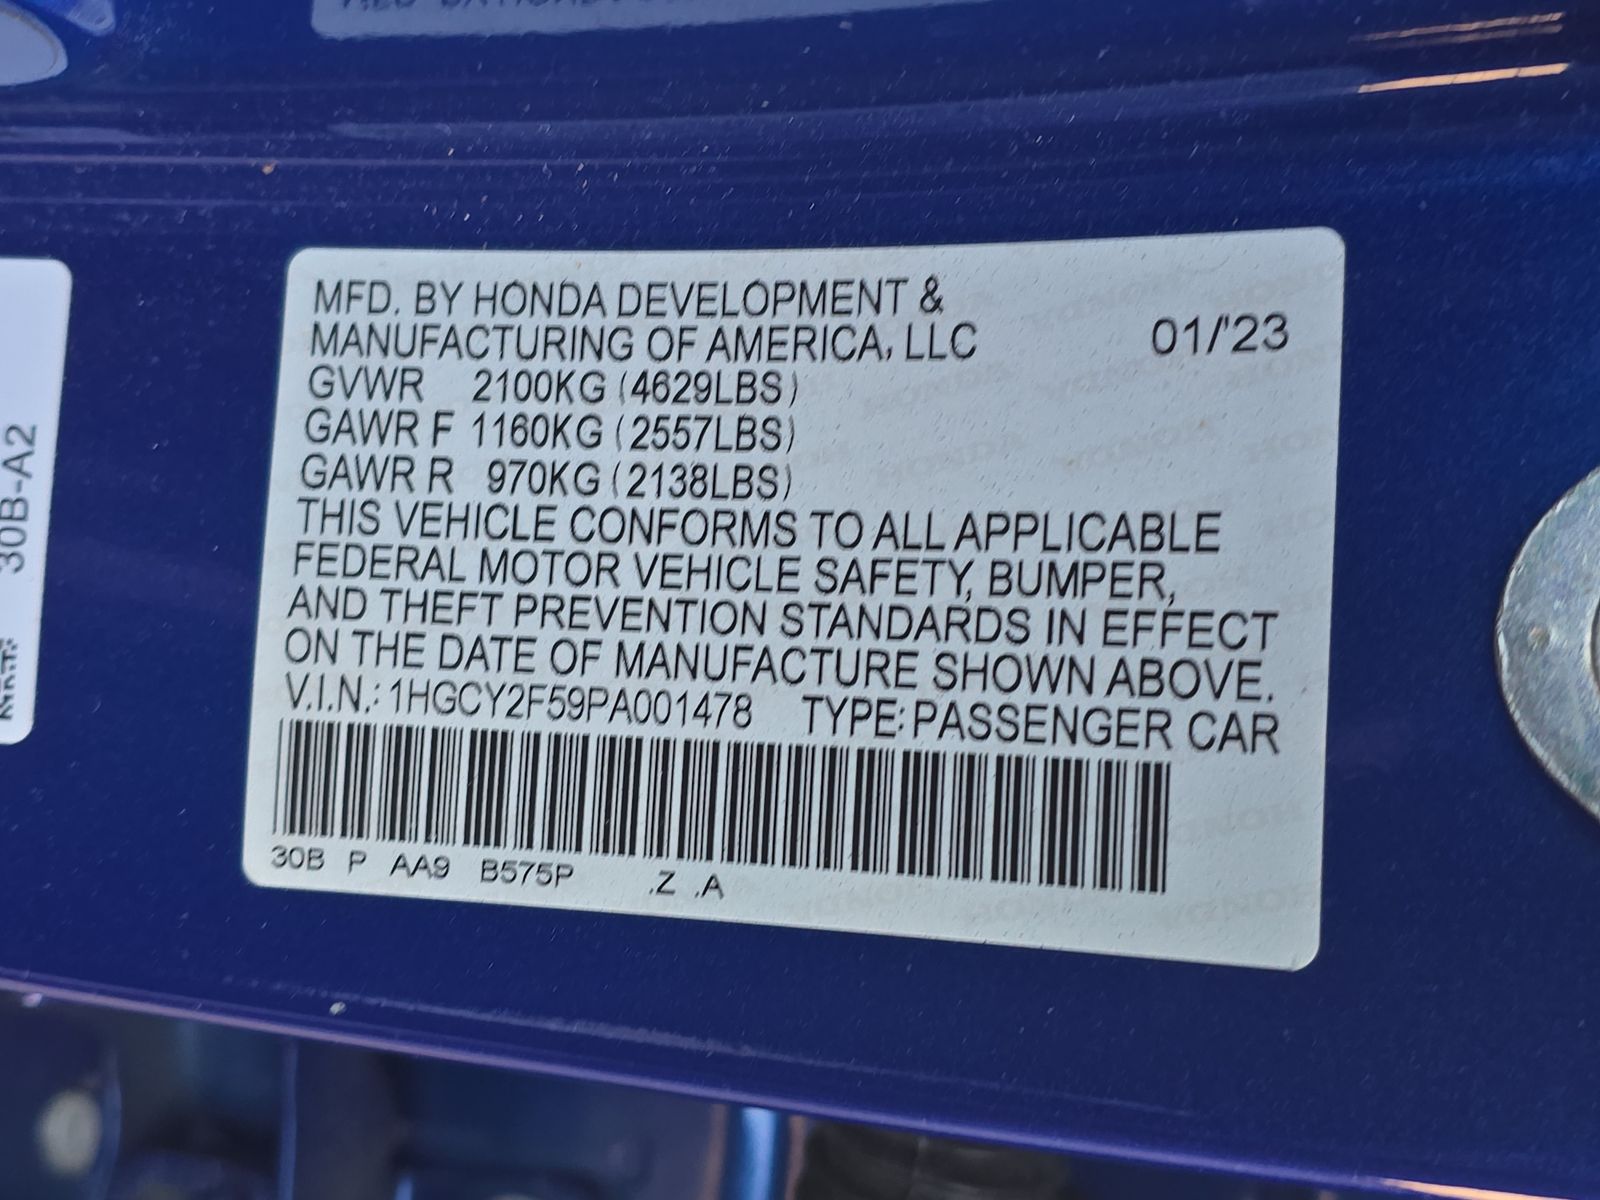 MFD. BY HONDA DEVELOPMENT &
MANUFACTURING OF AMERICA, LLC 01/'23
GVWR 2100KG (4629LBS)
GAWR F 1160KG (2557LBS)
GAWR R 970KG (2138LBS)
THIS VEHICLE CONFORMS TO ALL APPLICABLE
FEDERAL MOTOR VEHICLE SAFETY, BUMPER,
AND THEFT PREVENTION STANDARDS IN EFFECT
ON THE DATE OF MANUFACTURE SHOWN ABOVE.
V.I.N.: 1HGCY2F59PA001478 TYPE: PASSENGER CAR
30B P AA9 B575P .Z .A
30B-A2